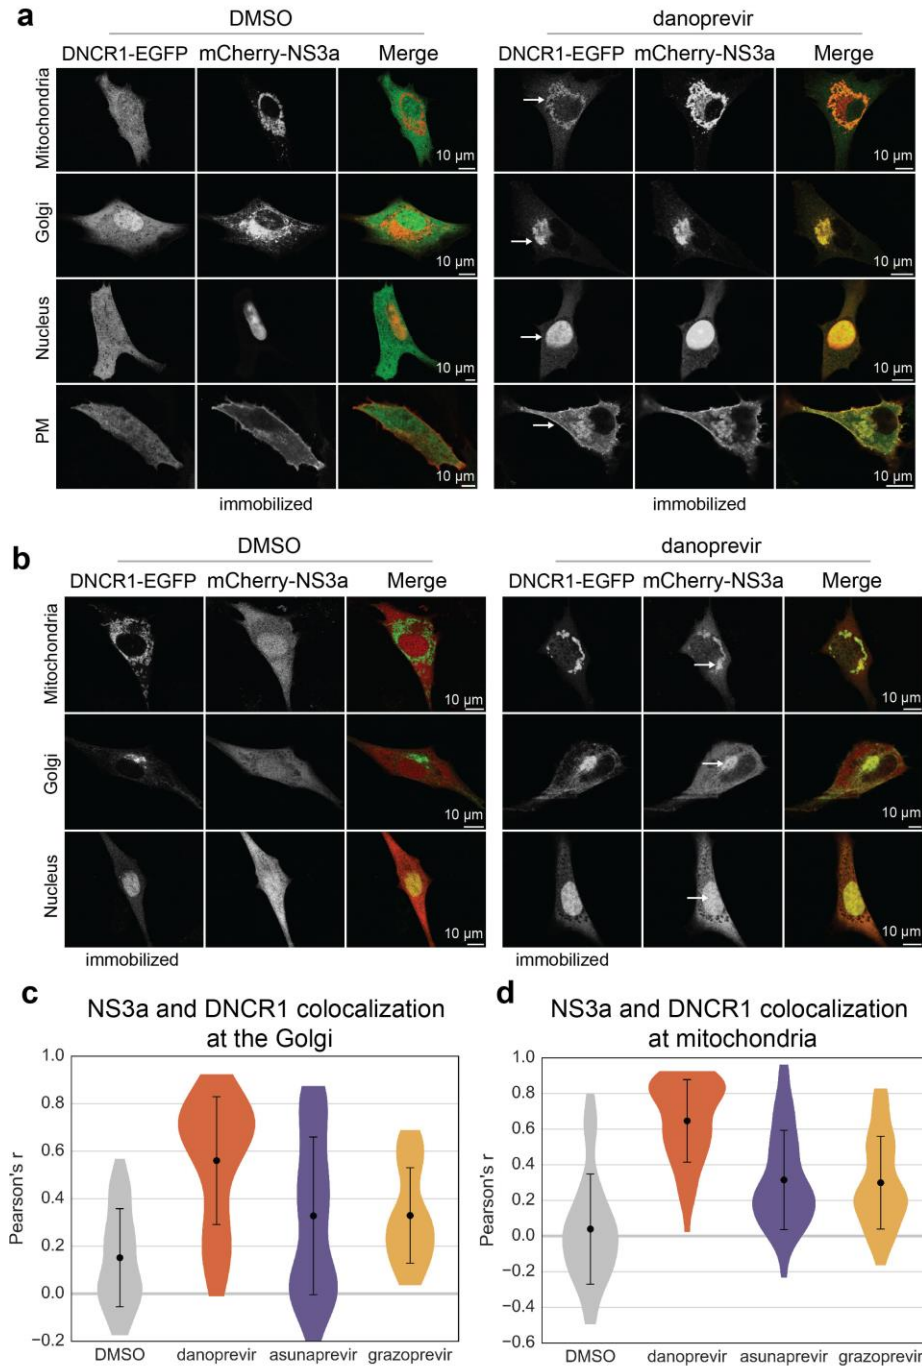 a
DMSO
danoprevir
DNCR1-EGFP mCherry-NS3a Merge
DNCR1-EGFP mCherry-NS3a Merge
Mitochondria
10 µm
10 µm
Golgi
10 µm
10 µm
Nucleus
10 µm
10 µm
PM
10 µm
10 µm
immobilized
immobilized
b
DMSO
danoprevir
DNCR1-EGFP mCherry-NS3a Merge
DNCR1-EGFP mCherry-NS3a Merge
Mitochondria
10 µm
10 µm
Golgi
10 µm
10 µm
Nucleus
10 µm
10 µm
immobilized
immobilized
c
NS3a and DNCR1 colocalization
at the Golgi
Pearson's r
1.0
0.8
0.6
0.4
0.2
0.0
−0.2
DMSO danoprevir asunaprevir grazoprevir
d
NS3a and DNCR1 colocalization
at mitochondria
Pearson's r
1.0
0.8
0.6
0.4
0.2
0.0
−0.2
−0.4
−0.6
DMSO danoprevir asunaprevir grazoprevir